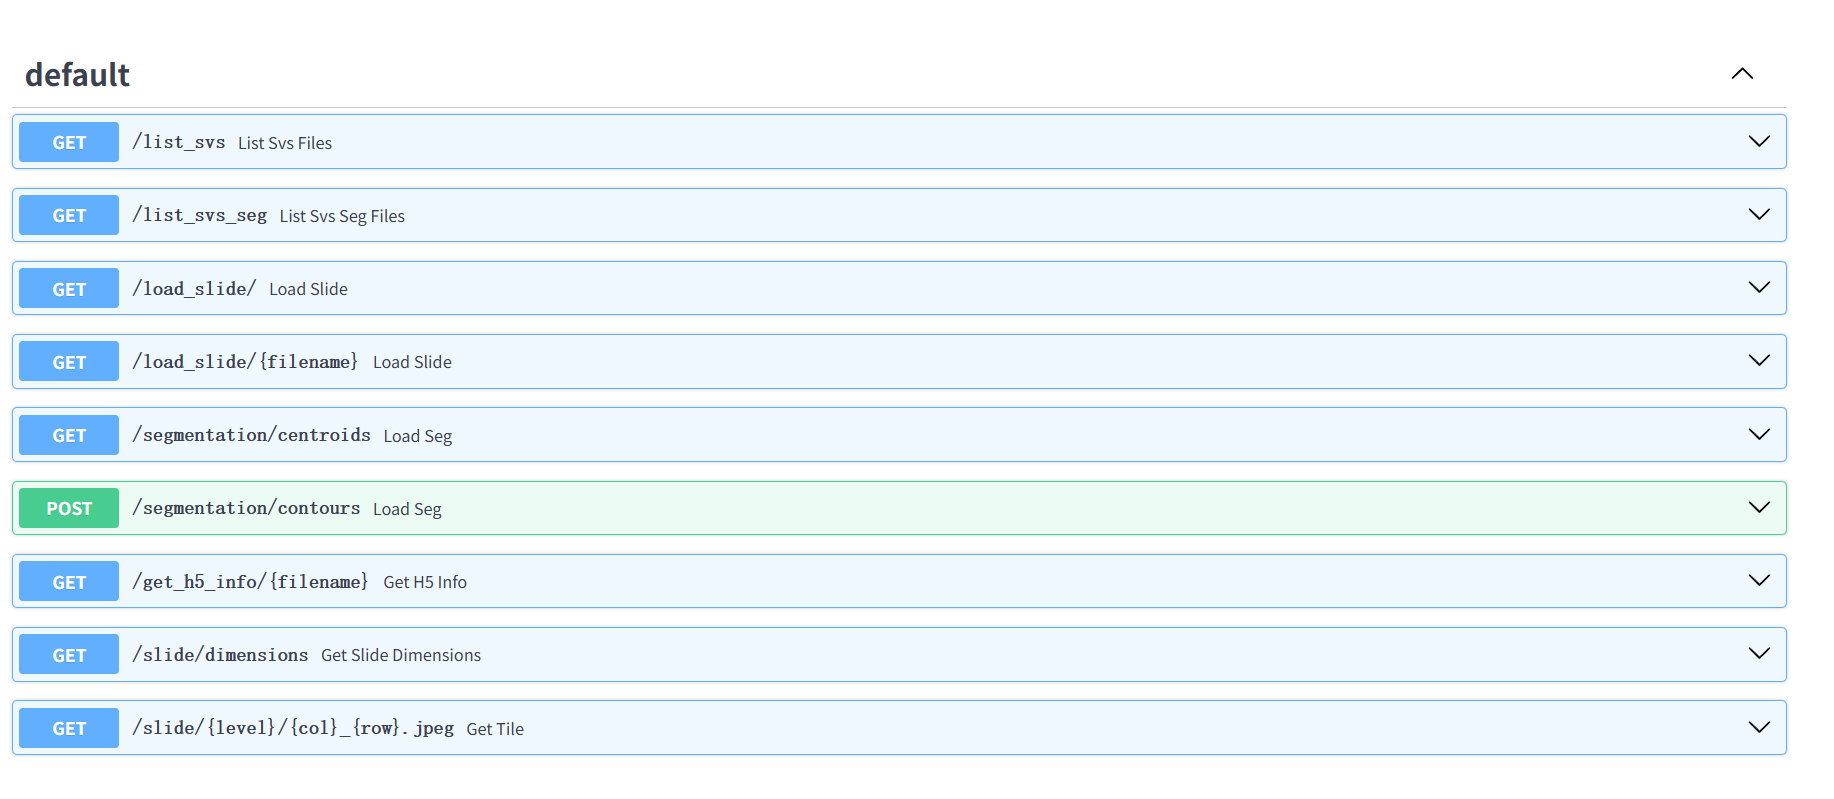 default
GET /list_svs List Svs Files
GET /list_svs_seg List Svs Seg Files
GET /load_slide/ Load Slide
GET /load_slide/{filename} Load Slide
GET /segmentation/centroids Load Seg
POST /segmentation/contours Load Seg
GET /get_h5_info/{filename} Get H5 Info
GET /slide/dimensions Get Slide Dimensions
GET /slide/{level}/{col}_{row}.jpeg Get Tile